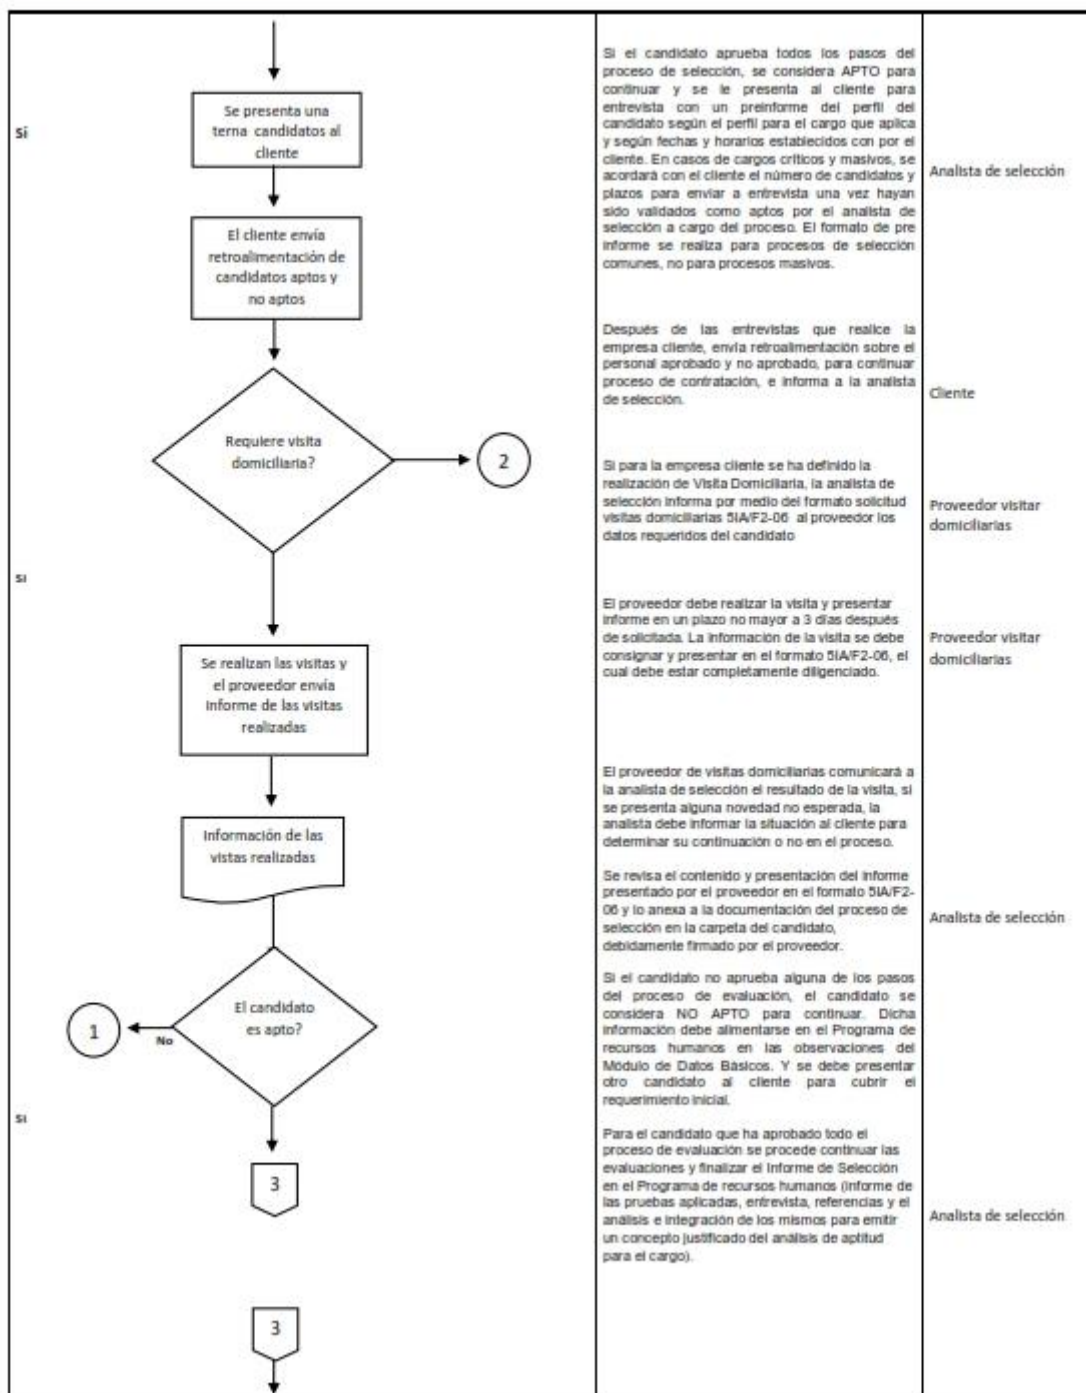 Sí
Se presenta una
terna candidatos al
cliente
El cliente envía
retroalimentación de
candidatos aptos y
no aptos
Requiere visita
domiciliaria?
2
Si
Se realizan las visitas y
el proveedor envía
informe de las visitas
realizadas
Información de las
vistas realizadas
El candidato
es apto?
1
No
Si
3
3
Si el candidato aprueba todos los pasos del
proceso de selección, se considera APTO para
continuar y se le presenta al cliente para
entrevista con un preinforme del perfil del
candidato según el perfil para el cargo que aplica
y según fechas y horarios establecidos con por el
cliente. En casos de cargos críticos y masivos, se
acordará con el cliente el número de candidatos y
plazos para enviar a entrevista una vez hayan
sido validados como aptos por el analista de
selección a cargo del proceso. El formato de pre
informe se realiza para procesos de selección
comunes, no para procesos masivos.
Analista de selección
Después de las entrevistas que realice la
empresa cliente, envía retroalimentación sobre el
personal aprobado y no aprobado, para continuar
proceso de contratación, e informa a la analista
de selección.
Cliente
Si para la empresa cliente se ha definido la
realización de Visita Domiciliaria, la analista de
selección informa por medio del formato solicitud
visitas domiciliarias 5IA/F2-06 al proveedor los
datos requeridos del candidato
Proveedor visitar
domiciliarias
El proveedor debe realizar la visita y presentar
informe en un plazo no mayor a 3 días después
de solicitada. La información de la visita se debe
consignar y presentar en el formato 5IA/F2-06, el
cual debe estar completamente diligenciado.
Proveedor visitar
domiciliarias
El proveedor de visitas domiciliarias comunicará a
la analista de selección el resultado de la visita, si
se presenta alguna novedad no esperada, la
analista debe informar la situación al cliente para
determinar su continuación o no en el proceso.
Se revisa el contenido y presentación del informe
presentado por el proveedor en el formato 5IA/F2-
06 y lo anexa a la documentación del proceso de
selección en la carpeta del candidato,
debidamente firmado por el proveedor.
Analista de selección
Si el candidato no aprueba alguna de los pasos
del proceso de evaluación, el candidato se
considera NO APTO para continuar. Dicha
información debe alimentarse en el Programa de
recursos humanos en las observaciones del
Módulo de Datos Básicos. Y se debe presentar
otro candidato al cliente para cubrir el
requerimiento inicial.
Para el candidato que ha aprobado todo el
proceso de evaluación se procede continuar las
evaluaciones y finalizar el Informe de Selección
en el Programa de recursos humanos (informe de
las pruebas aplicadas, entrevista, referencias y el
análisis e integración de los mismos para emitir
un concepto justificado del análisis de aptitud
para el cargo).
Analista de selección